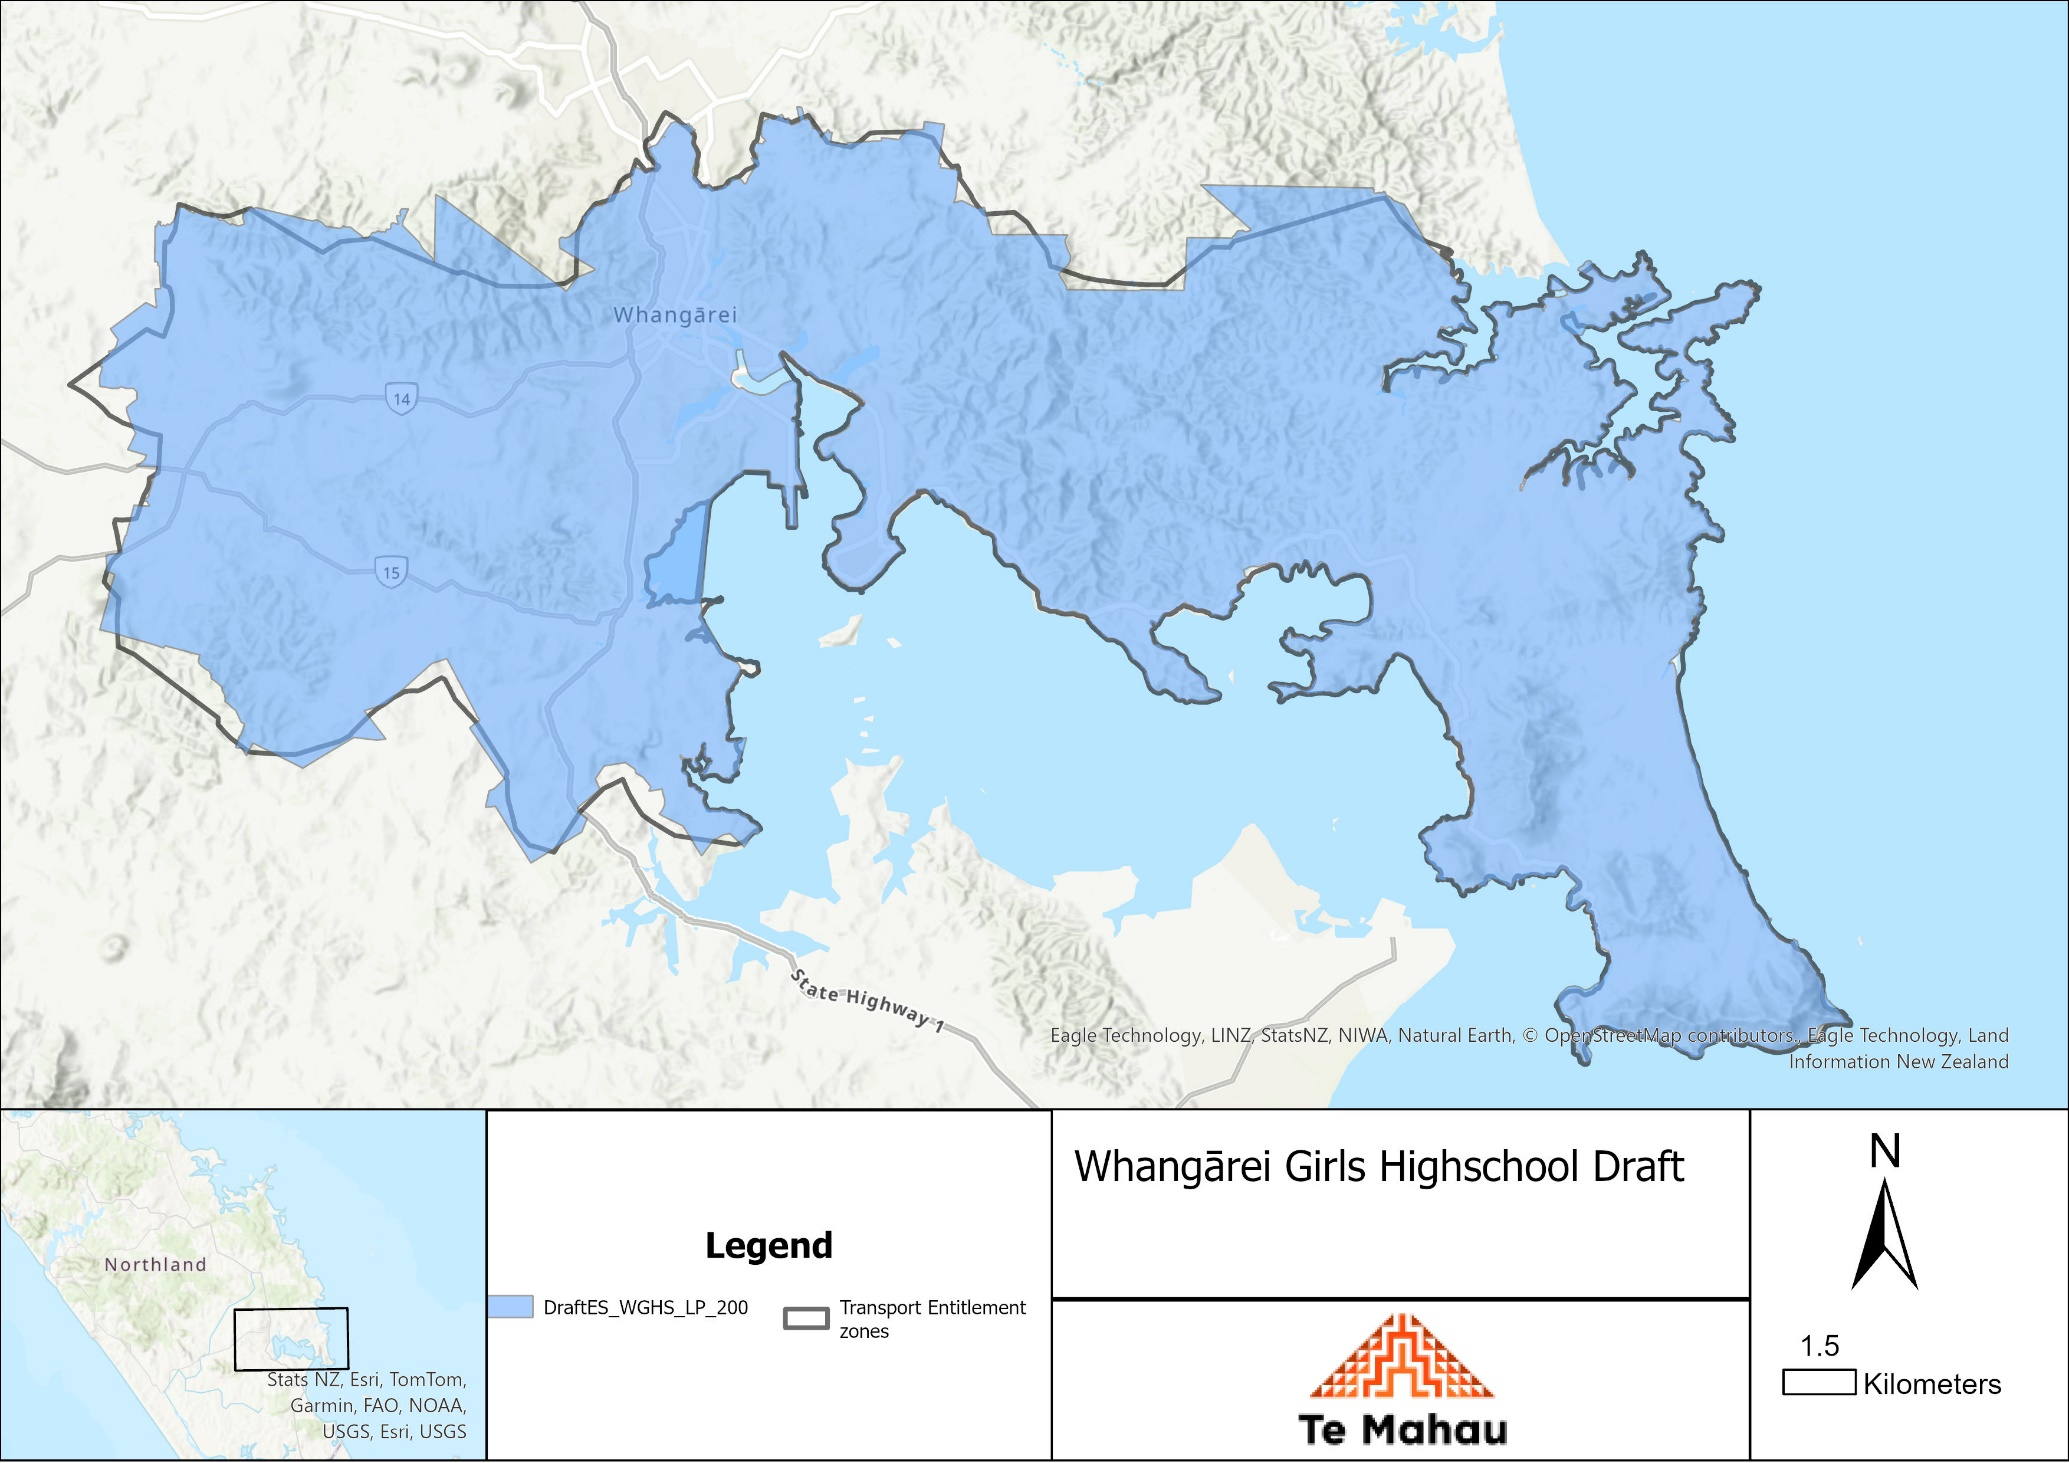 Whangārei
14
15
State Highway 1
Eagle Technology, LINZ, StatsNZ, NIWA, Natural Earth, © OpenStreetMap contributors., Eagle Technology, Land
Information New Zealand
Northland
Stats NZ, Esri, TomTom,
Garmin, FAO, NOAA,
USGS, Esri, USGS
Legend
DraftES_WGHS_LP_200
Transport Entitlement
zones
Whangārei Girls Highschool Draft
Te Mahau
N
1.5
Kilometers